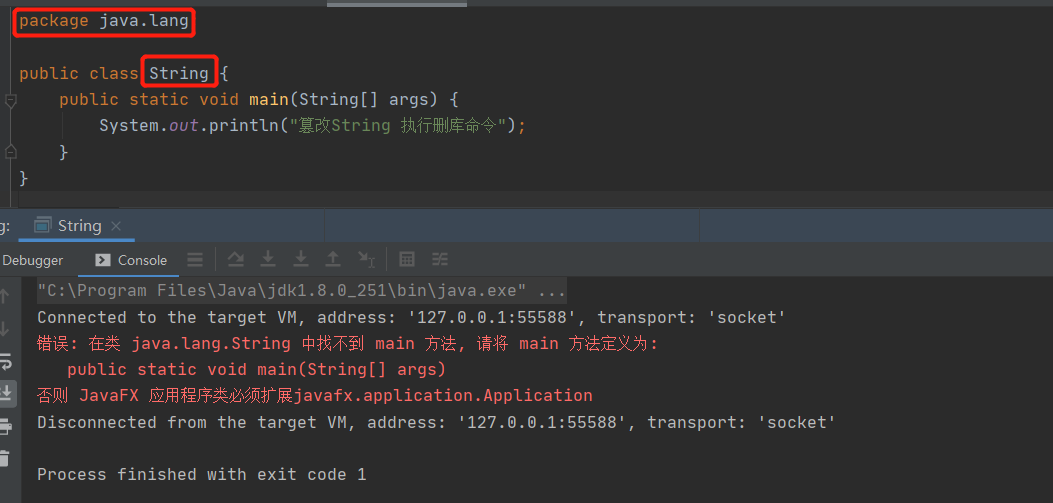 package java.lang
public class String {
public static void main(String[] args) {
System.out.println("篡改String 执行删库命令");
}
}
g: String ×
Debugger Console
"C:\Program Files\Java\jdk1.8.0_251\bin\java.exe" ...
Connected to the target VM, address: '127.0.0.1:55588', transport: 'socket'
错误: 在类 java.lang.String 中找不到 main 方法, 请将 main 方法定义为:
public static void main(String[] args)
否则 JavaFX 应用程序类必须扩展javafx.application.Application
Disconnected from the target VM, address: '127.0.0.1:55588', transport: 'socket'
Process finished with exit code 1